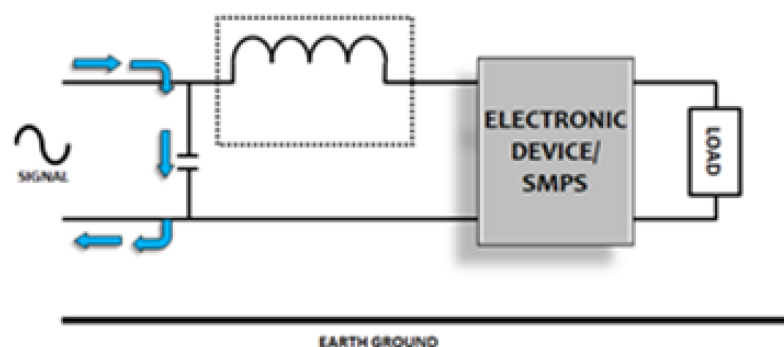 SIGNAL
ELECTRONIC
DEVICE/
SMPS
LOAD
EARTH GROUND